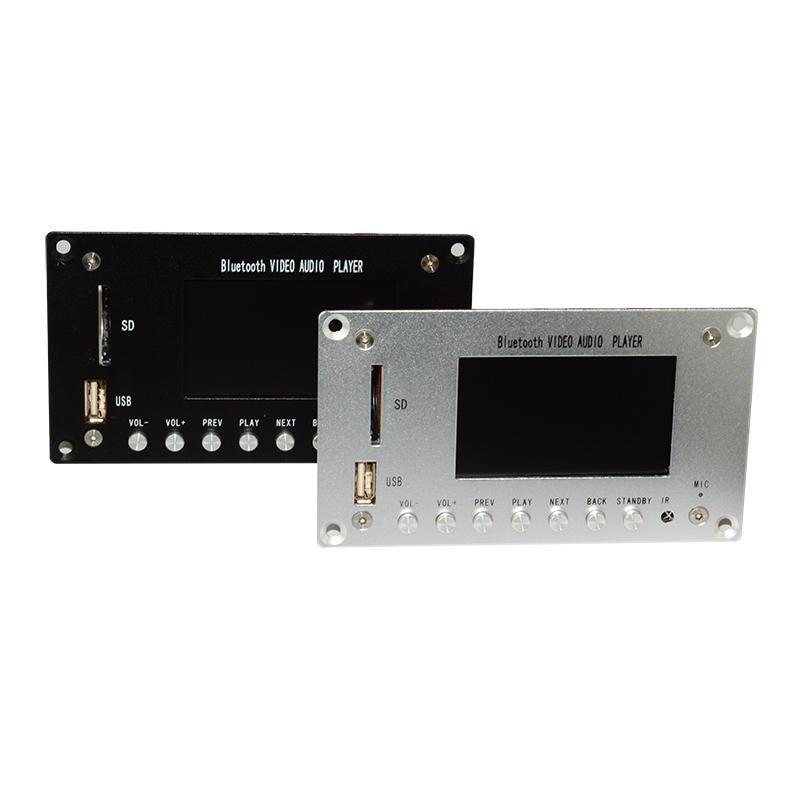 Bluetooth VIDEO AUDIO PLAYER
SD
USB
VOL- VOL+ PREV PLAY NEXT
Bluetooth VIDEO AUDIO PLAYER
SD
USB
MIC
VOL- VOL+ PREV PLAY NEXT BACK STANDBY IR